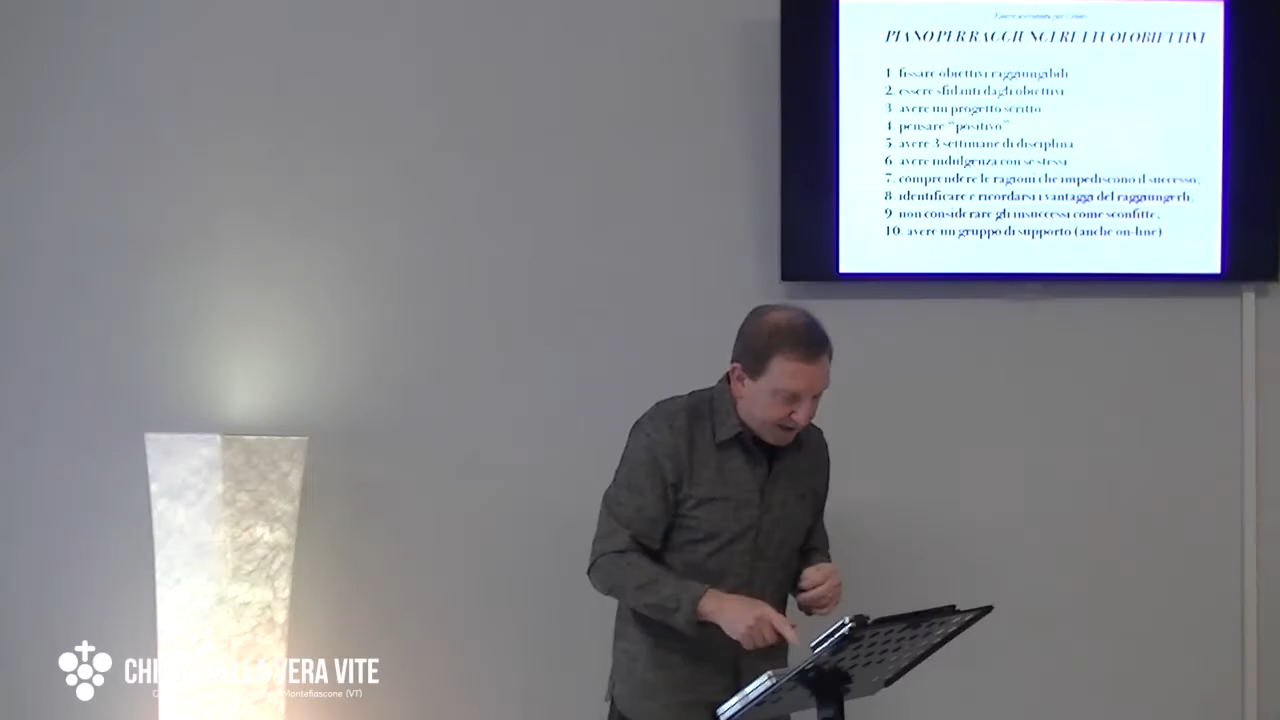 PIANO PER RAGGIUNGERE I TUOI OBIETTIVI
1. fissare obiettivi raggiungibili
2. essere sfidanti dagli obiettivi
3. avere un progetto scritto
4. pensare “positivo”
5. avere 3 settimane di disciplina
6. avere indulgenza con se stessi
7. comprendere le ragioni che impediscono il successo;
8. identificare e ricordarsi i vantaggi del raggiungerli;
9. non considerare gli insuccessi come sconfitte;
10. avere un gruppo di supporto (anche on-line)
VERA VITE
Montefiascone (VT)